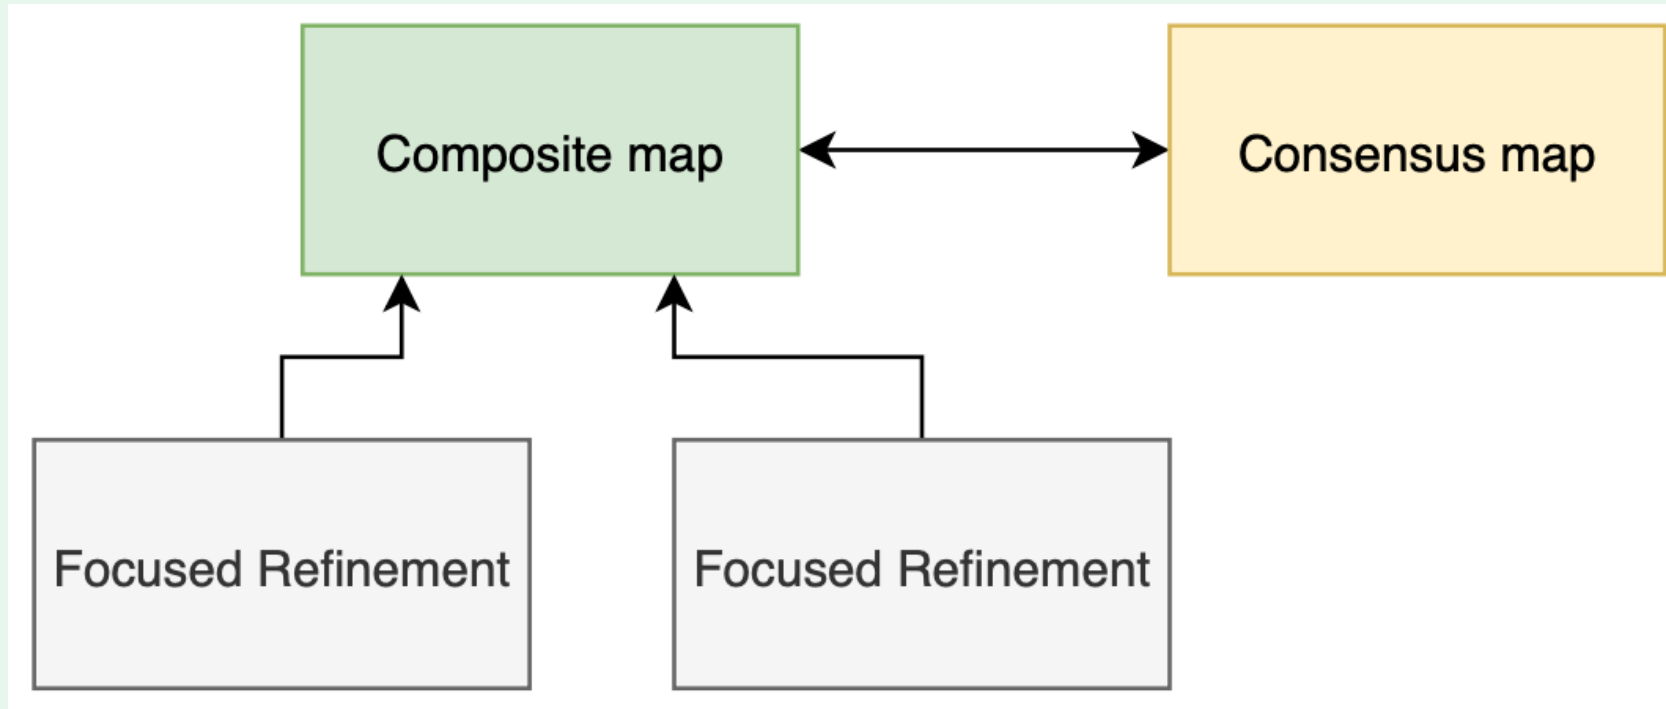 Composite map
Consensus map
Focused Refinement
Focused Refinement